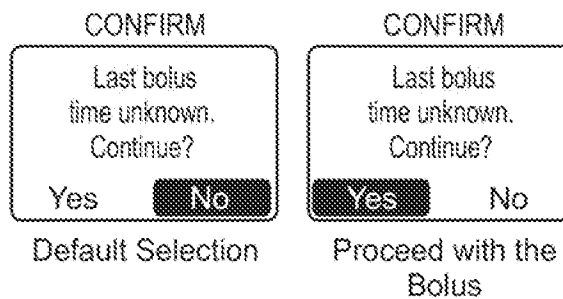 CONFIRM
Last bolus
time unknown.
Continue?
Yes No
Default Selection
CONFIRM
Last bolus
time unknown.
Continue?
Yes No
Proceed with the
Bolus